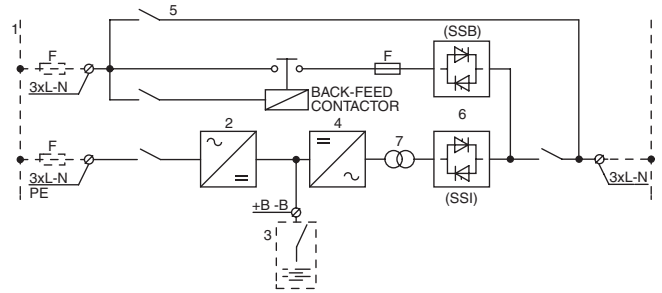 1
5
(SSB)
F
F
3xL-N
BACK-FEED
CONTACTOR
6
F
2
4
7
3xL-N
PE
(SSI)
3xL-N
+B -B
3